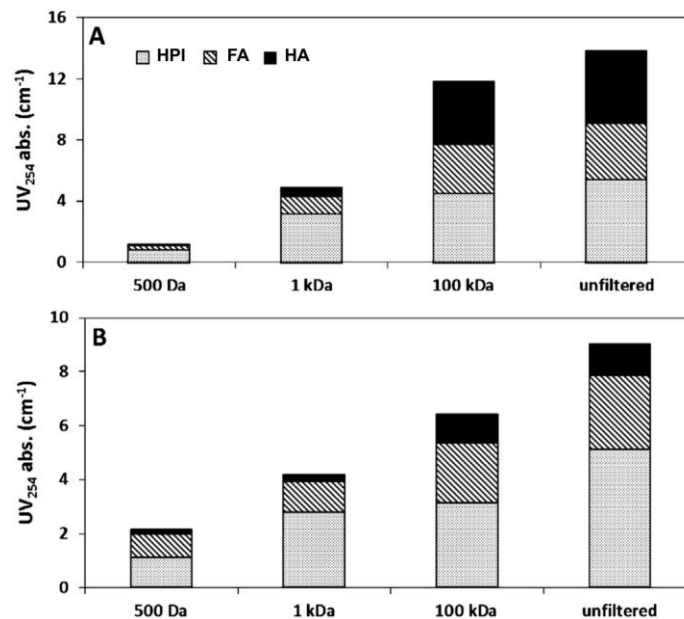 16
A
HPI FA HA
12
8
4
0
UV₂₅₄ abs. (cm⁻¹)
500 Da 1 kDa 100 kDa unfiltered
10
B
8
6
4
2
0
UV₂₅₄ abs. (cm⁻¹)
500 Da 1 kDa 100 kDa unfiltered